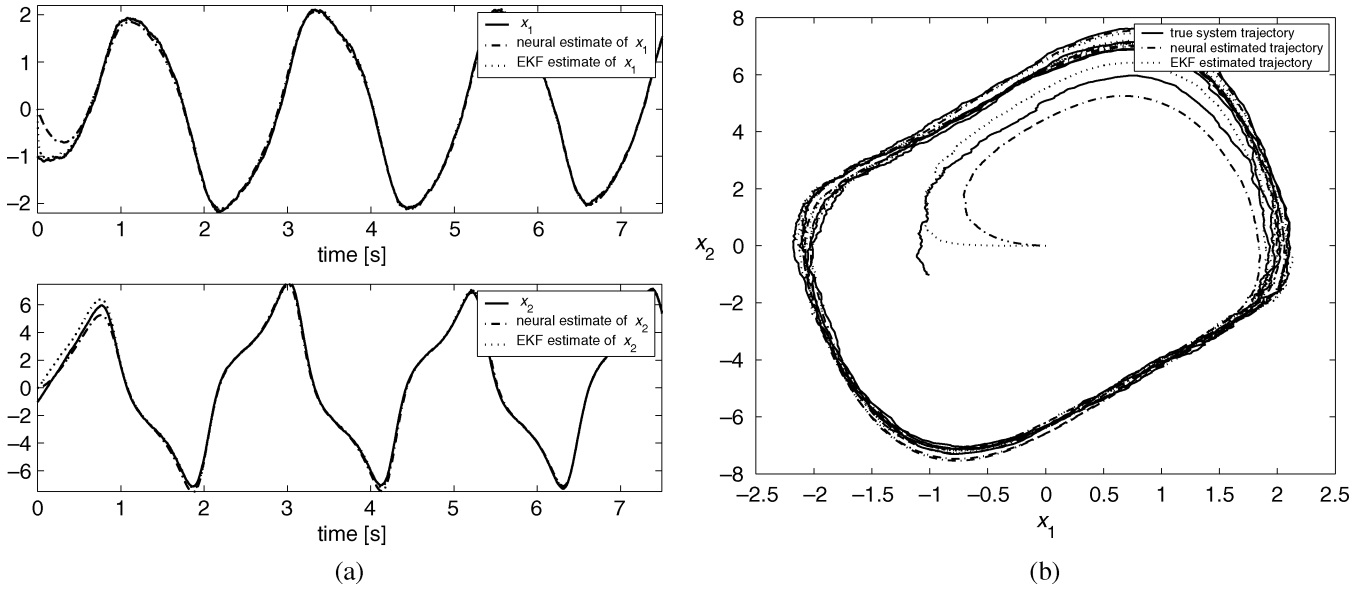 2
1
0
−1
−2
x1
neural estimate of x1
EKF estimate of x1
0 1 2 3 4 5 6 7
time [s]
6
4
2
0
−2
−4
−6
x2
neural estimate of x2
EKF estimate of x2
0 1 2 3 4 5 6 7
time [s]
(a)
8
6
4
2
0
−2
−4
−6
−8
x2
true system trajectory
neural estimated trajectory
EKF estimated trajectory
−2.5 −2 −1.5 −1 −0.5 0 0.5 1 1.5 2 2.5
x1
(b)